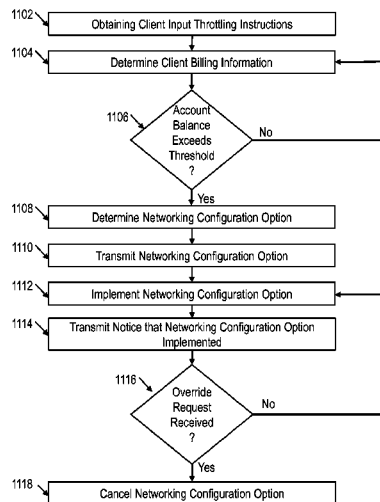 1102
Obtaining Client Input Throttling Instructions
1104
Determine Client Billing Information
1106
Account
Balance
Exceeds
Threshold
?
No
Yes
1108
Determine Networking Configuration Option
1110
Transmit Networking Configuration Option
1112
Implement Networking Configuration Option
1114
Transmit Notice that Networking Configuration Option
Implemented
1116
Override
Request
Received
?
No
Yes
1118
Cancel Networking Configuration Option